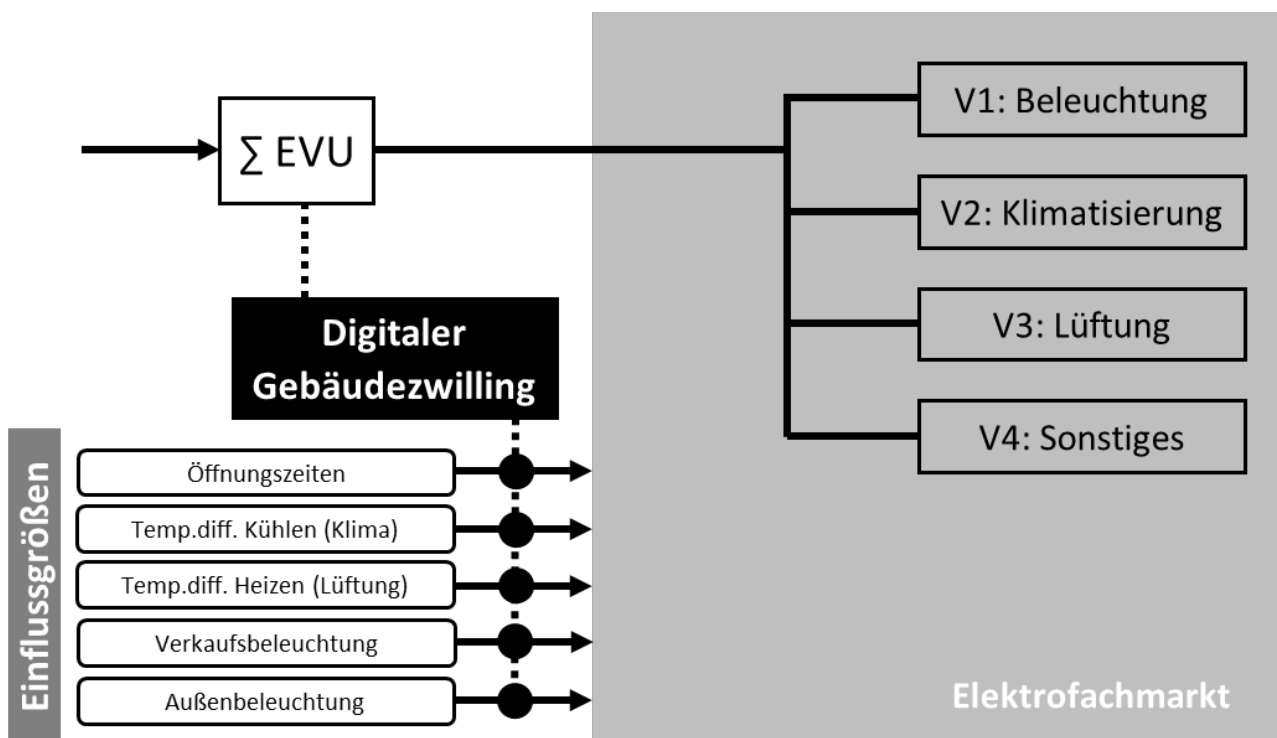 ∑ EVU
V1: Beleuchtung
V2: Klimatisierung
V3: Lüftung
V4: Sonstiges
Digitaler
Gebäudezwilling
Einflussgrößen
Öffnungszeiten
Temp.diff. Kühlen (Klima)
Temp.diff. Heizen (Lüftung)
Verkaufsbeleuchtung
Außenbeleuchtung
Elektrofachmarkt